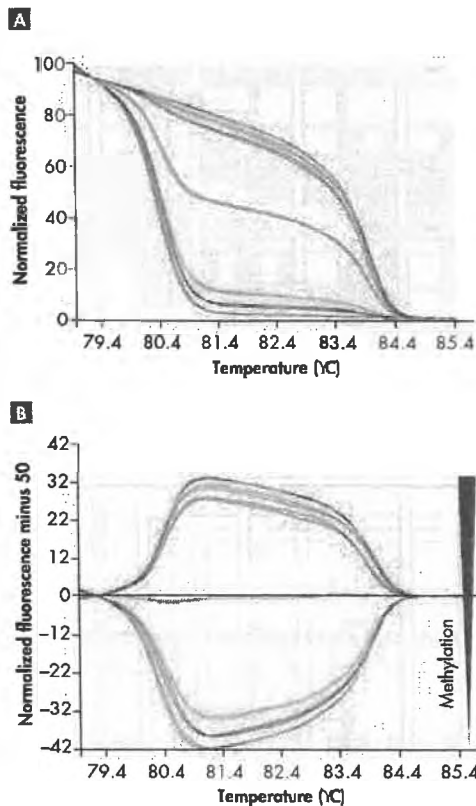 A
Normalized fluorescence
100
80
60
40
20
0
79.4 80.4 81.4 82.4 83.4 84.4 85.4
Temperature (ϓC)
B
Normalized fluorescence minus 50
42
32
22
12
0
−12
−22
−32
−42
Methylation
79.4 80.4 81.4 82.4 83.4 84.4 85.4
Temperature (ϓC)